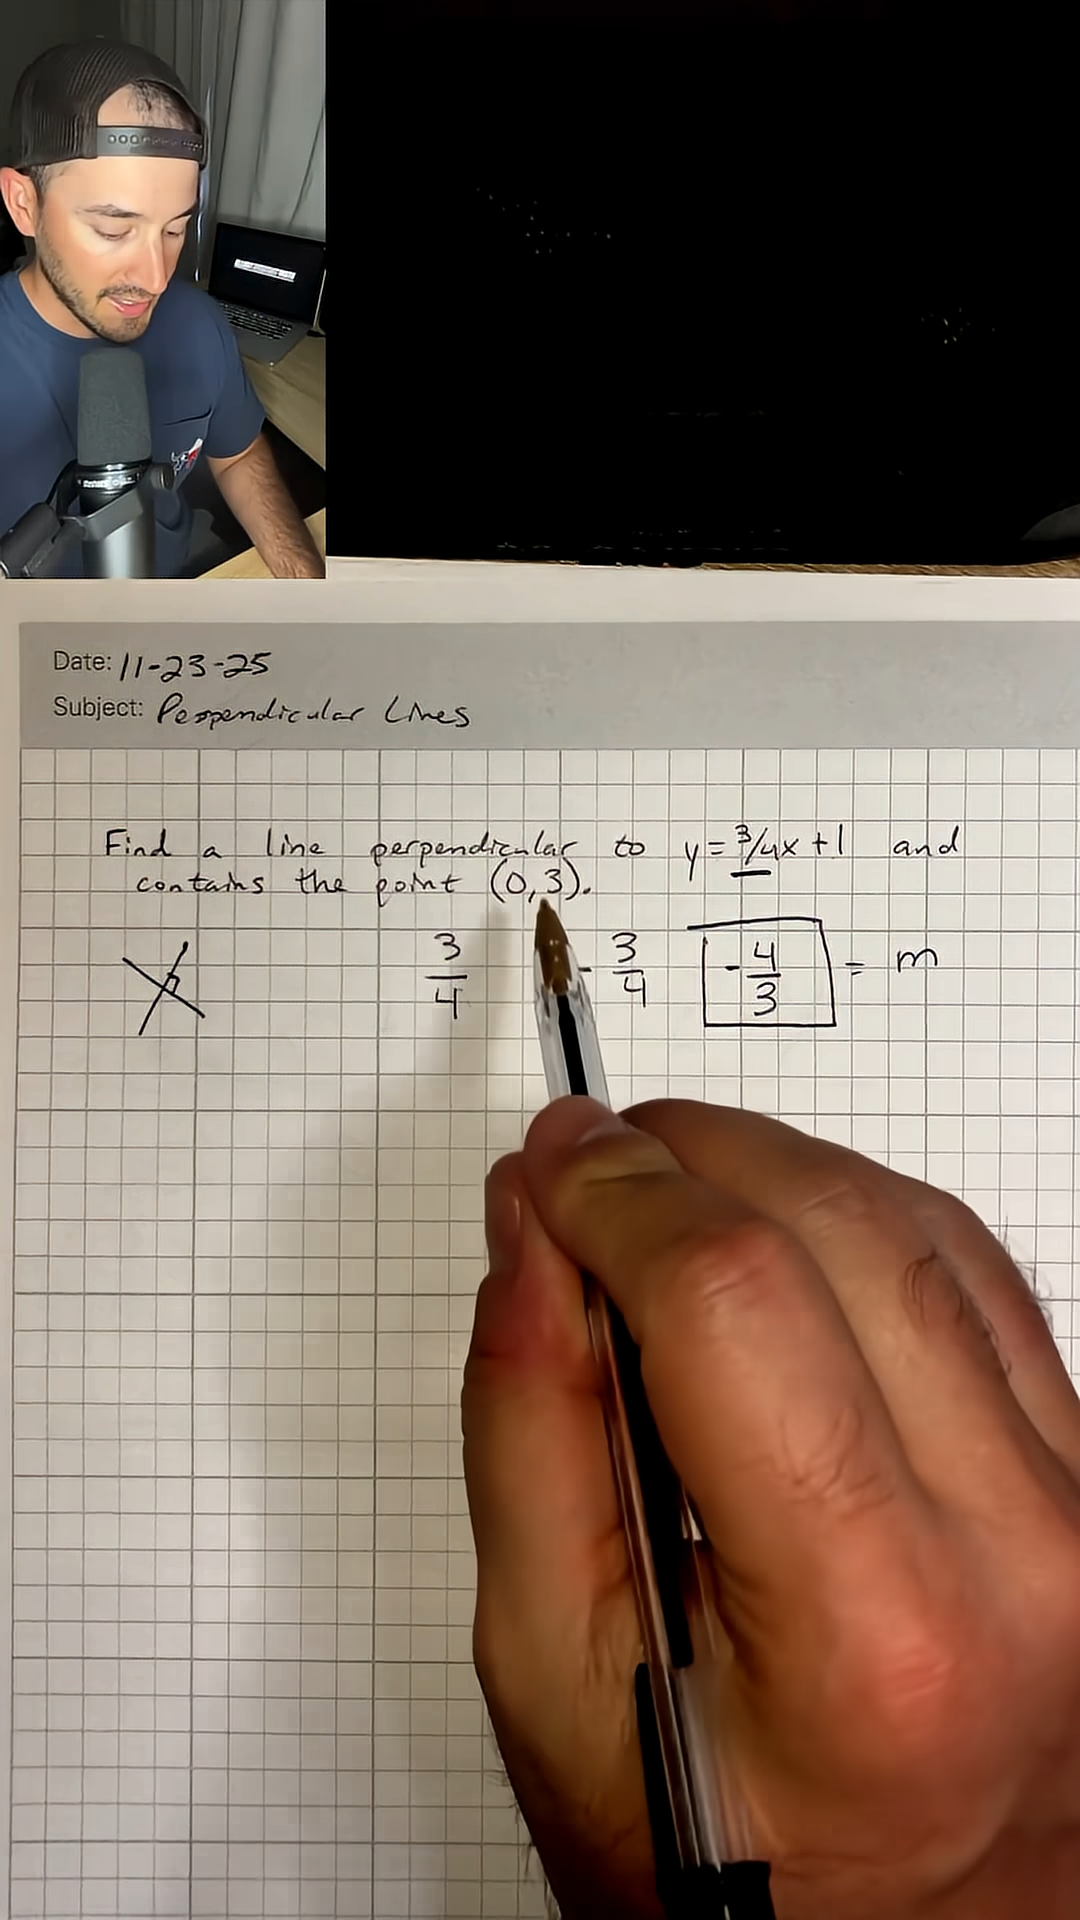 Date: 11-23-25
Subject: Perpendicular Lines
Find a line perpendicular to y = 3/4x + 1 and
contains the point (0,3).
3/4 - 3/4 -4/3 = m